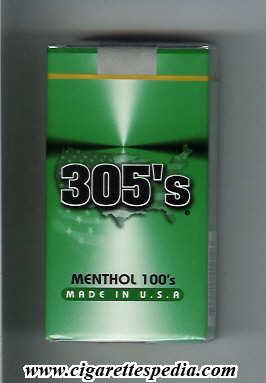 305's
MENTHOL 100's
MADE IN U.S.A
www.cigarettespedia.com